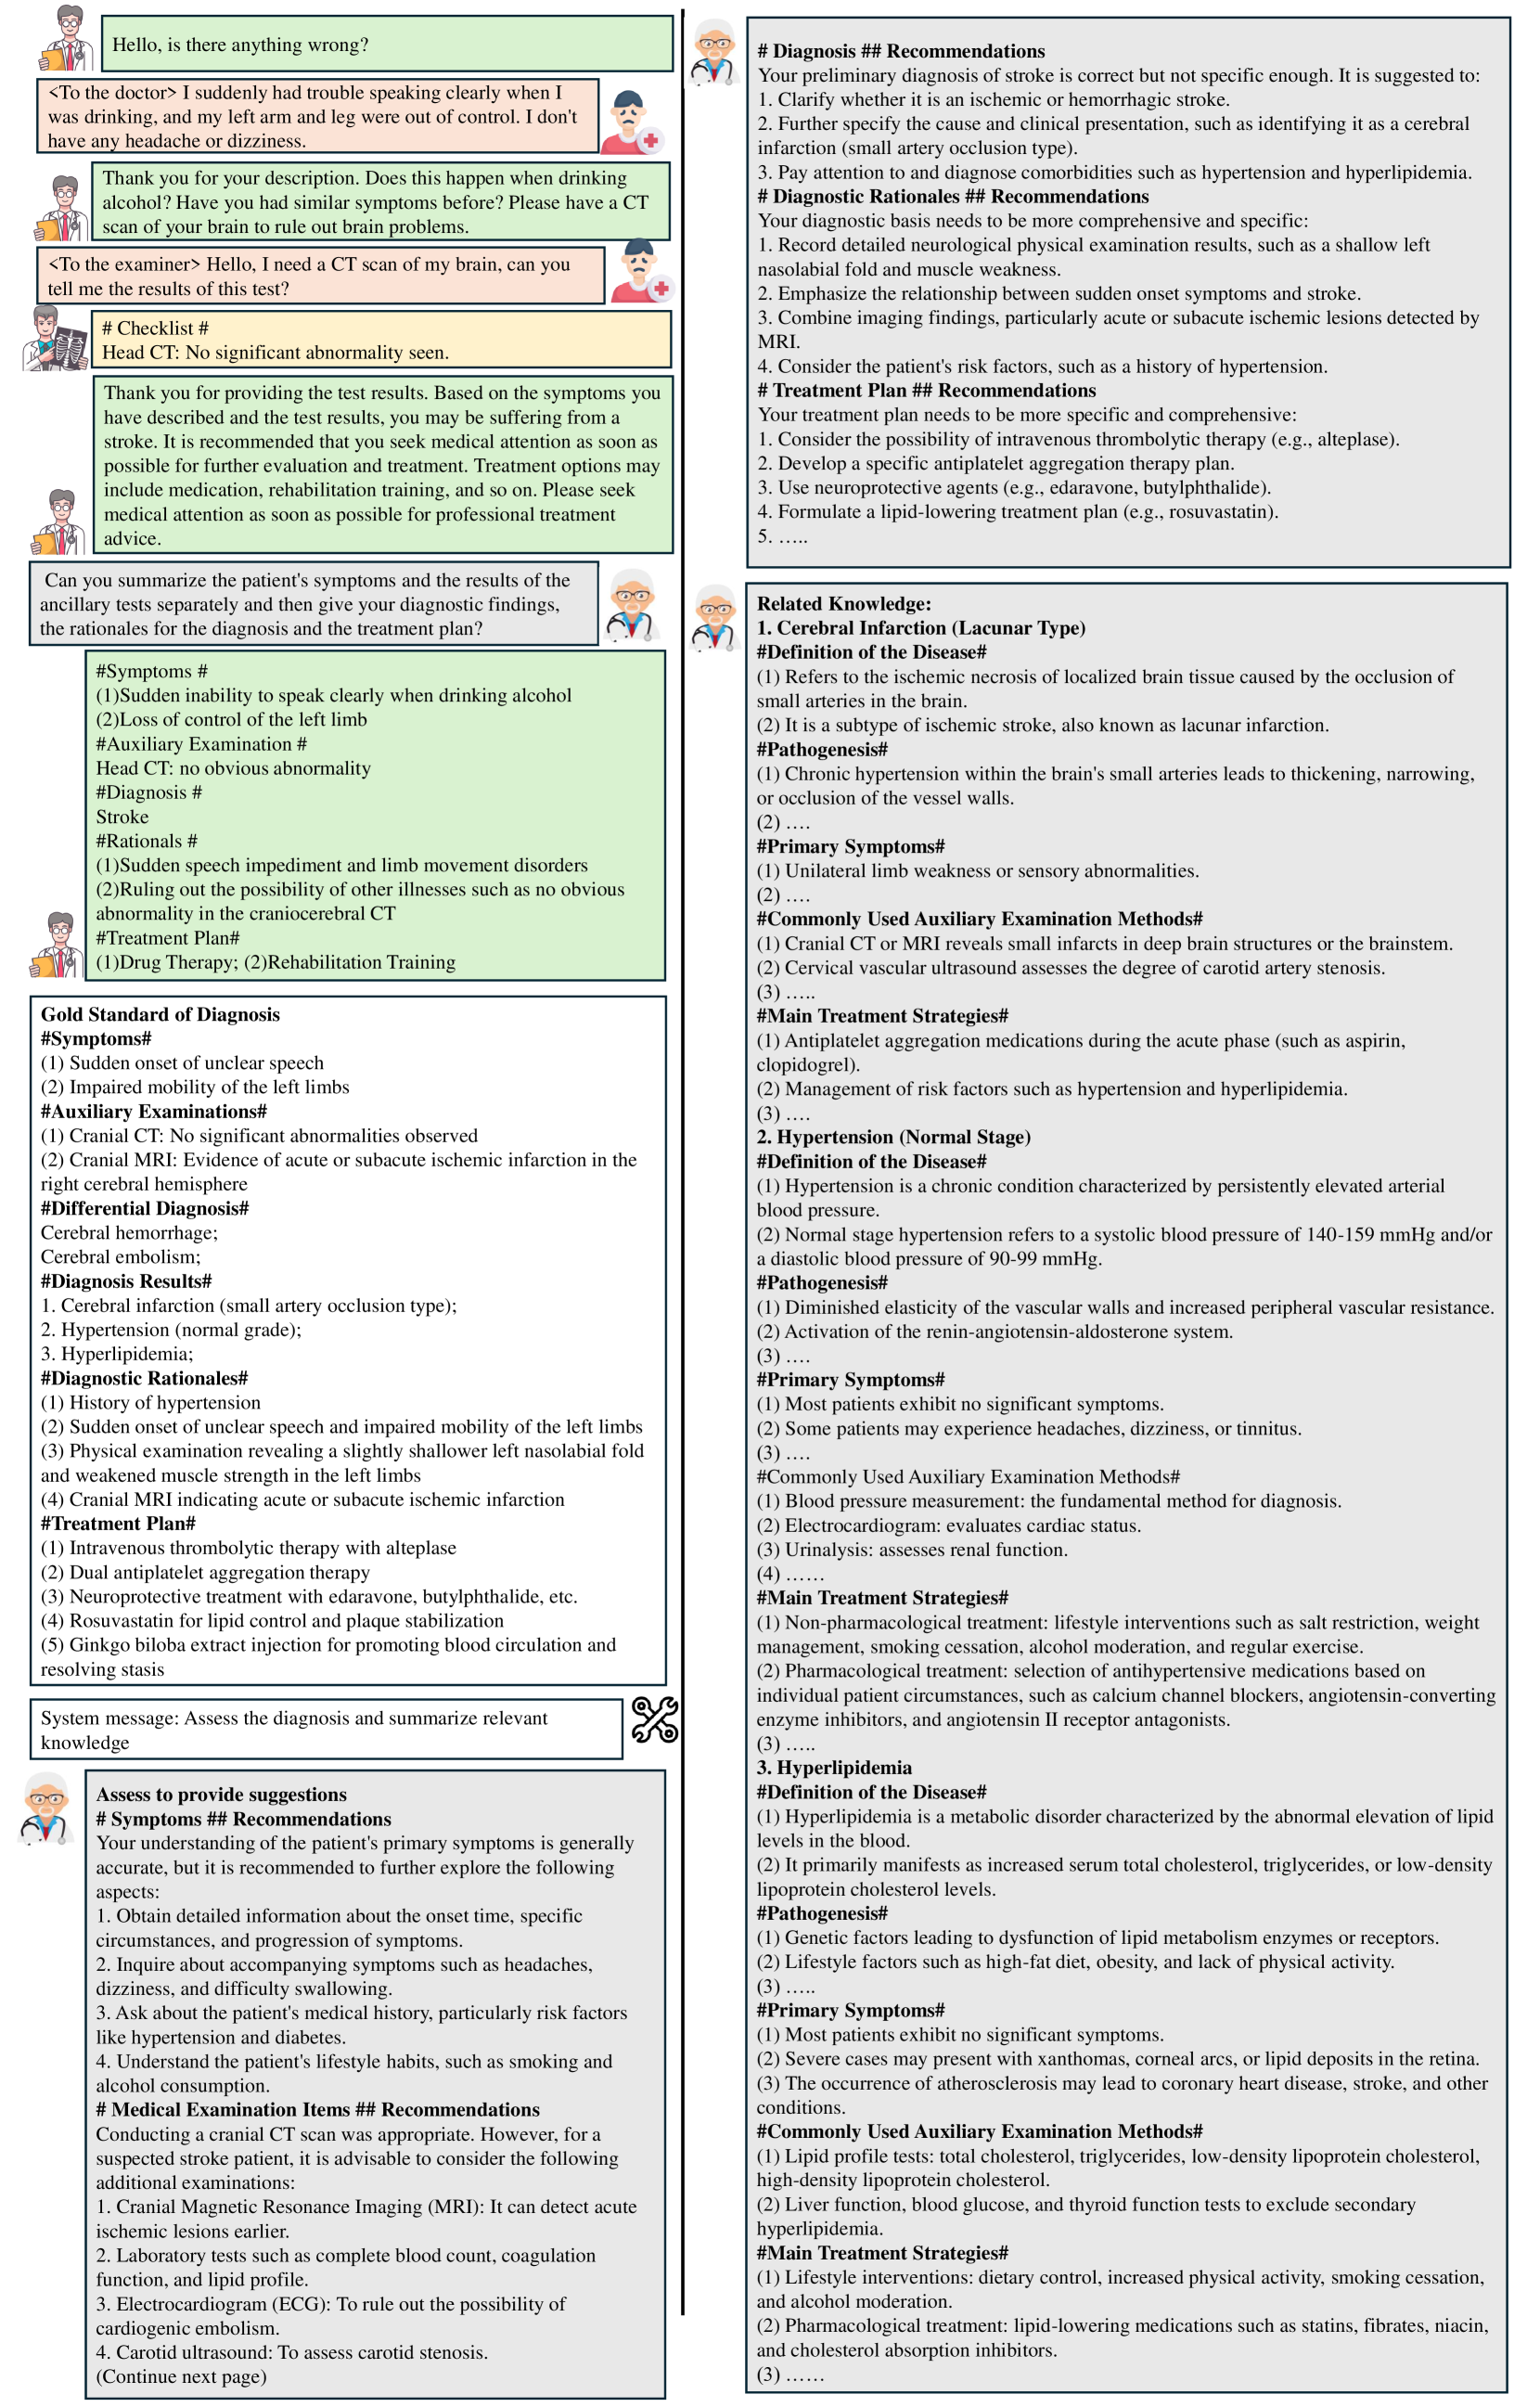 Hello, is there anything wrong?
<To the doctor> I suddenly had trouble speaking clearly when I
was drinking, and my left arm and leg were out of control. I don't
have any headache or dizziness.
Thank you for your description. Does this happen when drinking
alcohol? Have you had similar symptoms before? Please have a CT
scan of your brain to rule out brain problems.
<To the examiner> Hello, I need a CT scan of my brain, can you
tell me the results of this test?
# Checklist #
Head CT: No significant abnormality seen.
Thank you for providing the test results. Based on the symptoms you
have described and the test results, you may be suffering from a
stroke. It is recommended that you seek medical attention as soon as
possible for further evaluation and treatment. Treatment options may
include medication, rehabilitation training, and so on. Please seek
medical attention as soon as possible for professional treatment
advice.
Can you summarize the patient's symptoms and the results of the
ancillary tests separately and then give your diagnostic findings,
the rationales for the diagnosis and the treatment plan?
#Symptoms #
(1)Sudden inability to speak clearly when drinking alcohol
(2)Loss of control of the left limb
#Auxiliary Examination #
Head CT: no obvious abnormality
#Diagnosis #
Stroke
#Rationals #
(1)Sudden speech impediment and limb movement disorders
(2)Ruling out the possibility of other illnesses such as no obvious
abnormality in the craniocerebral CT
#Treatment Plan#
(1)Drug Therapy; (2)Rehabilitation Training
Gold Standard of Diagnosis
#Symptoms#
(1) Sudden onset of unclear speech
(2) Impaired mobility of the left limbs
#Auxiliary Examinations#
(1) Cranial CT: No significant abnormalities observed
(2) Cranial MRI: Evidence of acute or subacute ischemic infarction in the
right cerebral hemisphere
#Differential Diagnosis#
Cerebral hemorrhage;
Cerebral embolism;
#Diagnosis Results#
1. Cerebral infarction (small artery occlusion type);
2. Hypertension (normal grade);
3. Hyperlipidemia;
#Diagnostic Rationales#
(1) History of hypertension
(2) Sudden onset of unclear speech and impaired mobility of the left limbs
(3) Physical examination revealing a slightly shallower left nasolabial fold
and weakened muscle strength in the left limbs
(4) Cranial MRI indicating acute or subacute ischemic infarction
#Treatment Plan#
(1) Intravenous thrombolytic therapy with alteplase
(2) Dual antiplatelet aggregation therapy
(3) Neuroprotective treatment with edaravone, butylphthalide, etc.
(4) Rosuvastatin for lipid control and plaque stabilization
(5) Ginkgo biloba extract injection for promoting blood circulation and
resolving stasis
System message: Assess the diagnosis and summarize relevant
knowledge
Assess to provide suggestions
# Symptoms ## Recommendations
Your understanding of the patient's primary symptoms is generally
accurate, but it is recommended to further explore the following
aspects:
1. Obtain detailed information about the onset time, specific
circumstances, and progression of symptoms.
2. Inquire about accompanying symptoms such as headaches,
dizziness, and difficulty swallowing.
3. Ask about the patient's medical history, particularly risk factors
like hypertension and diabetes.
4. Understand the patient's lifestyle habits, such as smoking and
alcohol consumption.
# Medical Examination Items ## Recommendations
Conducting a cranial CT scan was appropriate. However, for a
suspected stroke patient, it is advisable to consider the following
additional examinations:
1. Cranial Magnetic Resonance Imaging (MRI): It can detect acute
ischemic lesions earlier.
2. Laboratory tests such as complete blood count, coagulation
function, and lipid profile.
3. Electrocardiogram (ECG): To rule out the possibility of
cardiogenic embolism.
4. Carotid ultrasound: To assess carotid stenosis.
(Continue next page)
# Diagnosis ## Recommendations
Your preliminary diagnosis of stroke is correct but not specific enough. It is suggested to:
1. Clarify whether it is an ischemic or hemorrhagic stroke.
2. Further specify the cause and clinical presentation, such as identifying it as a cerebral
infarction (small artery occlusion type).
3. Pay attention to and diagnose comorbidities such as hypertension and hyperlipidemia.
# Diagnostic Rationales ## Recommendations
Your diagnostic basis needs to be more comprehensive and specific:
1. Record detailed neurological physical examination results, such as a shallow left
nasolabial fold and muscle weakness.
2. Emphasize the relationship between sudden onset symptoms and stroke.
3. Combine imaging findings, particularly acute or subacute ischemic lesions detected by
MRI.
4. Consider the patient's risk factors, such as a history of hypertension.
# Treatment Plan ## Recommendations
Your treatment plan needs to be more specific and comprehensive:
1. Consider the possibility of intravenous thrombolytic therapy (e.g., alteplase).
2. Develop a specific antiplatelet aggregation therapy plan.
3. Use neuroprotective agents (e.g., edaravone, butylphthalide).
4. Formulate a lipid-lowering treatment plan (e.g., rosuvastatin).
5. …..
Related Knowledge:
1. Cerebral Infarction (Lacunar Type)
#Definition of the Disease#
(1) Refers to the ischemic necrosis of localized brain tissue caused by the occlusion of
small arteries in the brain.
(2) It is a subtype of ischemic stroke, also known as lacunar infarction.
#Pathogenesis#
(1) Chronic hypertension within the brain's small arteries leads to thickening, narrowing,
or occlusion of the vessel walls.
(2) ….
#Primary Symptoms#
(1) Unilateral limb weakness or sensory abnormalities.
(2) ….
#Commonly Used Auxiliary Examination Methods#
(1) Cranial CT or MRI reveals small infarcts in deep brain structures or the brainstem.
(2) Cervical vascular ultrasound assesses the degree of carotid artery stenosis.
(3) …..
#Main Treatment Strategies#
(1) Antiplatelet aggregation medications during the acute phase (such as aspirin,
clopidogrel).
(2) Management of risk factors such as hypertension and hyperlipidemia.
(3) ….
2. Hypertension (Normal Stage)
#Definition of the Disease#
(1) Hypertension is a chronic condition characterized by persistently elevated arterial
blood pressure.
(2) Normal stage hypertension refers to a systolic blood pressure of 140-159 mmHg and/or
a diastolic blood pressure of 90-99 mmHg.
#Pathogenesis#
(1) Diminished elasticity of the vascular walls and increased peripheral vascular resistance.
(2) Activation of the renin-angiotensin-aldosterone system.
(3) ….
#Primary Symptoms#
(1) Most patients exhibit no significant symptoms.
(2) Some patients may experience headaches, dizziness, or tinnitus.
(3) ….
#Commonly Used Auxiliary Examination Methods#
(1) Blood pressure measurement: the fundamental method for diagnosis.
(2) Electrocardiogram: evaluates cardiac status.
(3) Urinalysis: assesses renal function.
(4) ……
#Main Treatment Strategies#
(1) Non-pharmacological treatment: lifestyle interventions such as salt restriction, weight
management, smoking cessation, alcohol moderation, and regular exercise.
(2) Pharmacological treatment: selection of antihypertensive medications based on
individual patient circumstances, such as calcium channel blockers, angiotensin-converting
enzyme inhibitors, and angiotensin II receptor antagonists.
(3) …..
3. Hyperlipidemia
#Definition of the Disease#
(1) Hyperlipidemia is a metabolic disorder characterized by the abnormal elevation of lipid
levels in the blood.
(2) It primarily manifests as increased serum total cholesterol, triglycerides, or low-density
lipoprotein cholesterol levels.
#Pathogenesis#
(1) Genetic factors leading to dysfunction of lipid metabolism enzymes or receptors.
(2) Lifestyle factors such as high-fat diet, obesity, and lack of physical activity.
(3) …..
#Primary Symptoms#
(1) Most patients exhibit no significant symptoms.
(2) Severe cases may present with xanthomas, corneal arcs, or lipid deposits in the retina.
(3) The occurrence of atherosclerosis may lead to coronary heart disease, stroke, and other
conditions.
#Commonly Used Auxiliary Examination Methods#
(1) Lipid profile tests: total cholesterol, triglycerides, low-density lipoprotein cholesterol,
high-density lipoprotein cholesterol.
(2) Liver function, blood glucose, and thyroid function tests to exclude secondary
hyperlipidemia.
#Main Treatment Strategies#
(1) Lifestyle interventions: dietary control, increased physical activity, smoking cessation,
and alcohol moderation.
(2) Pharmacological treatment: lipid-lowering medications such as statins, fibrates, niacin,
and cholesterol absorption inhibitors.
(3) ……